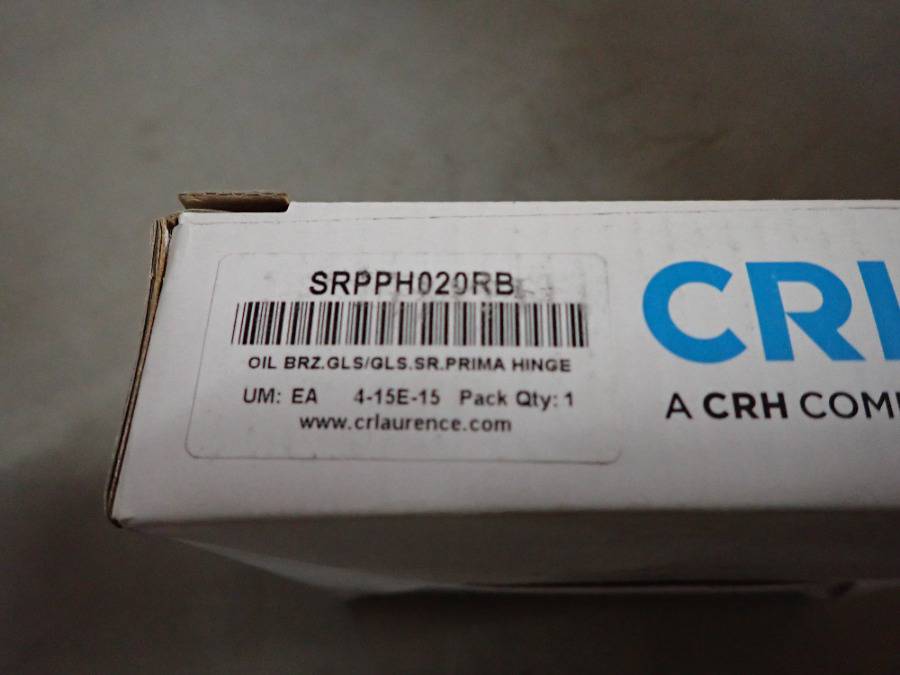 SRPPH020RB
OIL BRZ.GLS/GLS.SR.PRIMA HINGE
UM: EA 4-15E-15 Pack Qty: 1
www.crlaurence.com
CRL
A CRH COM